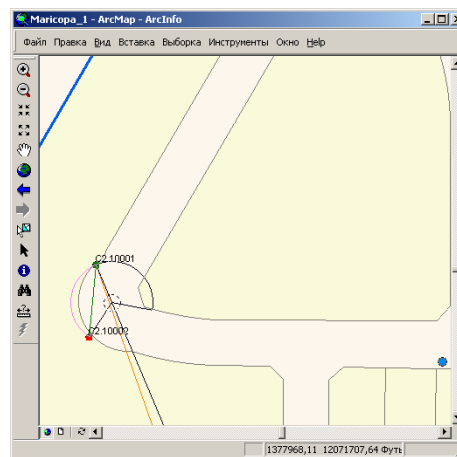 Maricopa_1 - ArcMap - ArcInfo
Файл Правка Вид Вставка Выборка Инструменты Окно Help
C2.10001
C2.10002
1377968,11 12071707,64 Футы